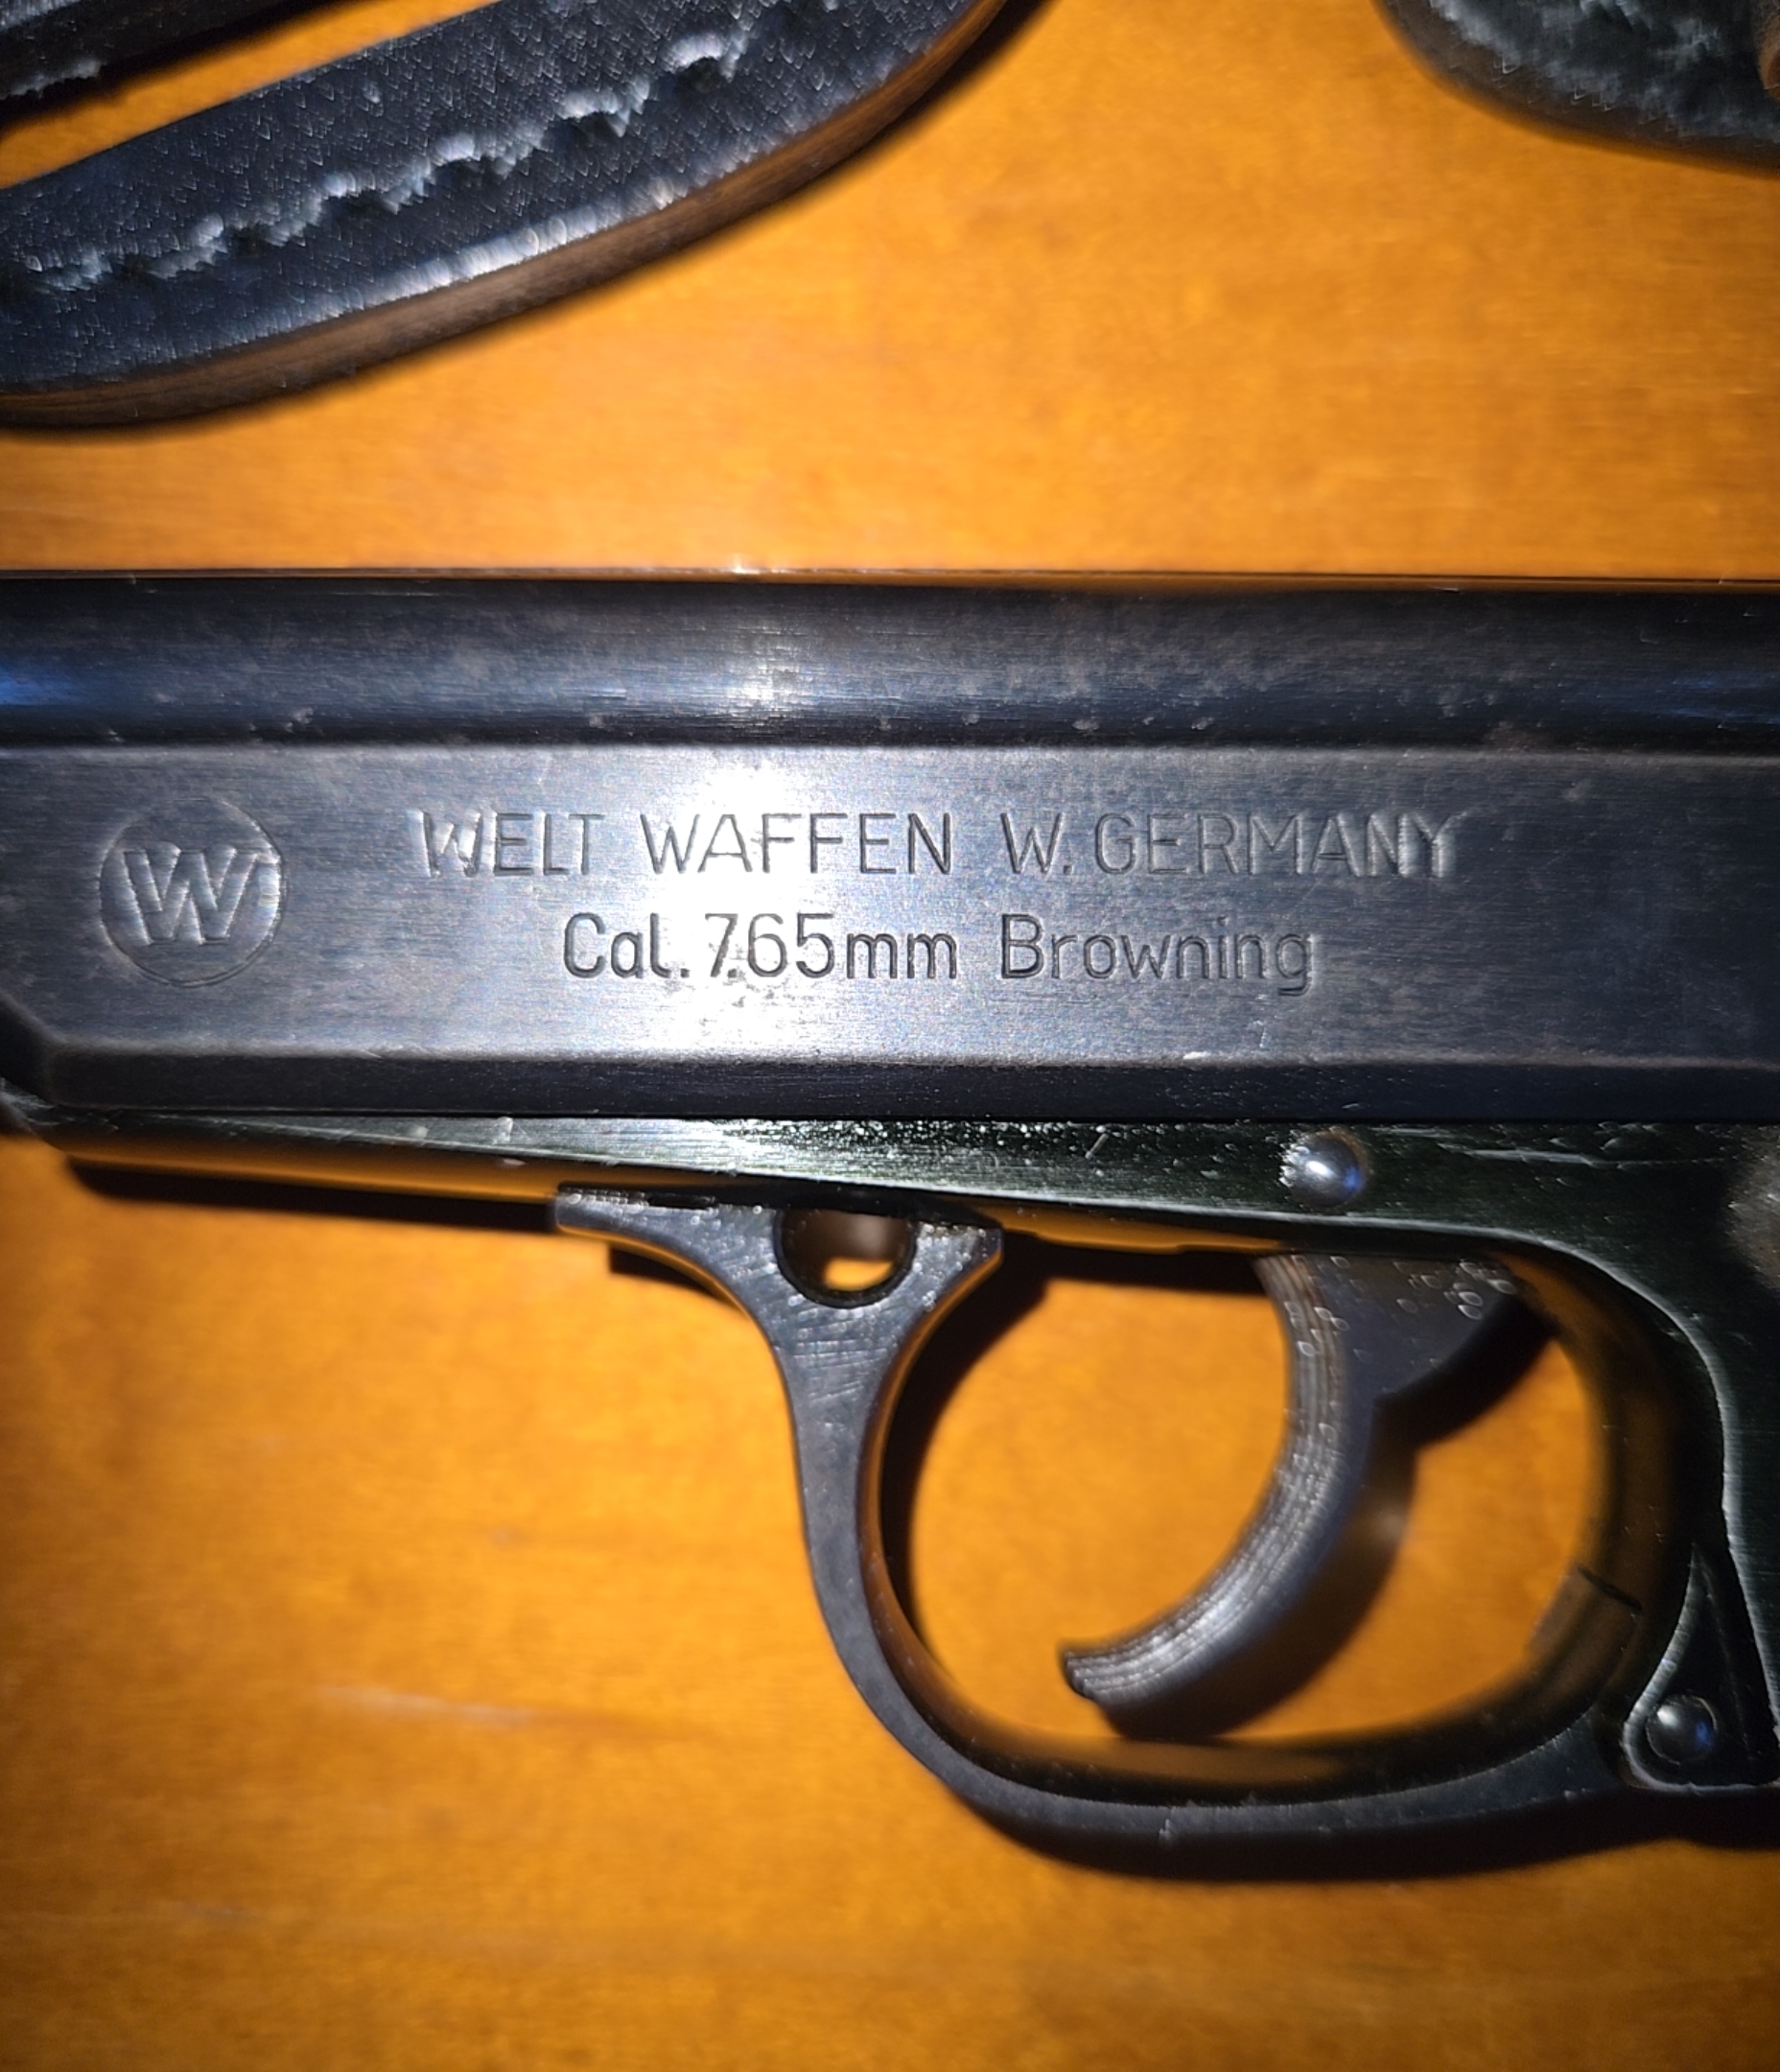 W
WELT WAFFEN W. GERMANY
Cal. 7.65mm Browning